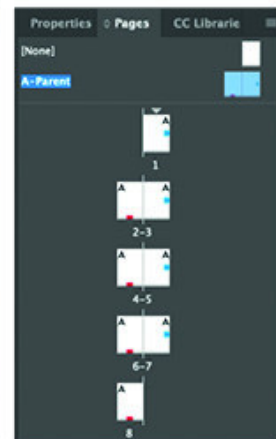 Properties ◊ Pages CC Librarie
[None]
A-Parent
A
1
A A
2-3
A A
4-5
A A
6-7
A
8